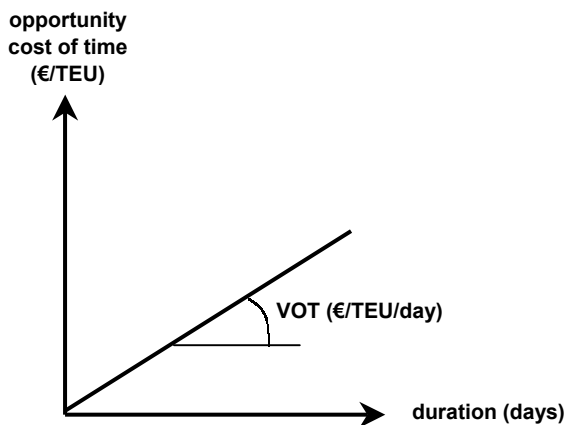 opportunity
cost of time
(€/TEU)
VOT (€/TEU/day)
duration (days)